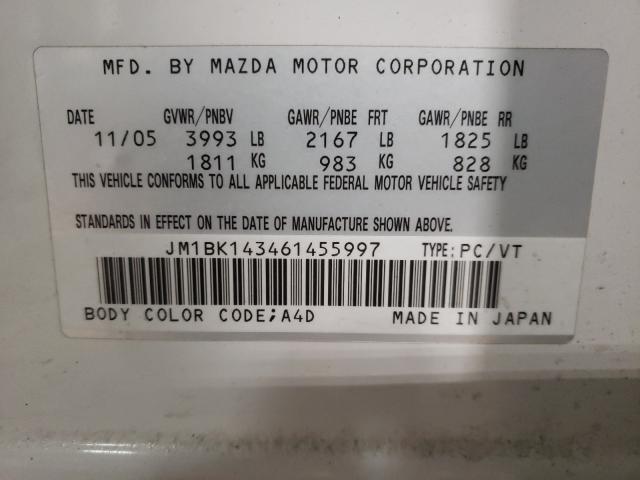 MFD. BY MAZDA MOTOR CORPORATION
DATE GVWR/PNBV GAWR/PNBE FRT GAWR/PNBE RR
11/05 3993 LB 2167 LB 1825 LB
1811 KG 983 KG 828 KG
THIS VEHICLE CONFORMS TO ALL APPLICABLE FEDERAL MOTOR VEHICLE SAFETY
STANDARDS IN EFFECT ON THE DATE OF MANUFACTURE SHOWN ABOVE.
JM1BK143461455997 TYPE:PC/VT
BODY COLOR CODE;A4D MADE IN JAPAN